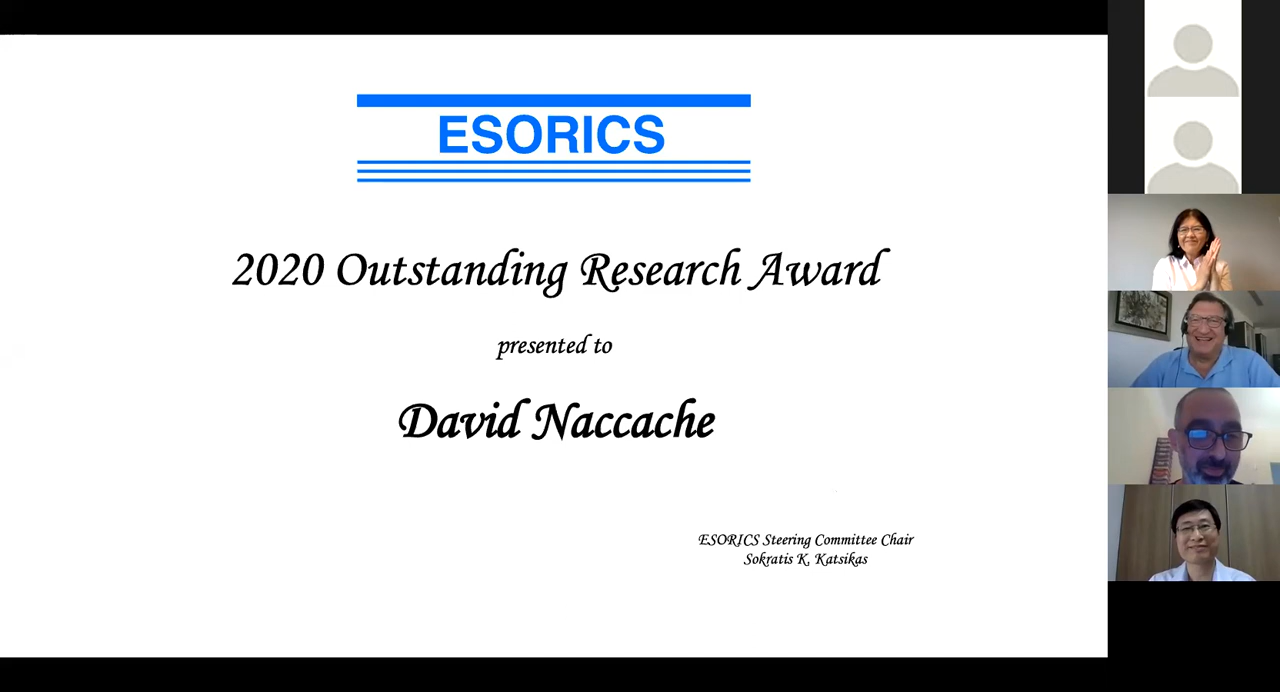 ESORICS
2020 Outstanding Research Award
presented to
David Naccache
ESORICS Steering Committee Chair
Sokratis K. Katsikas